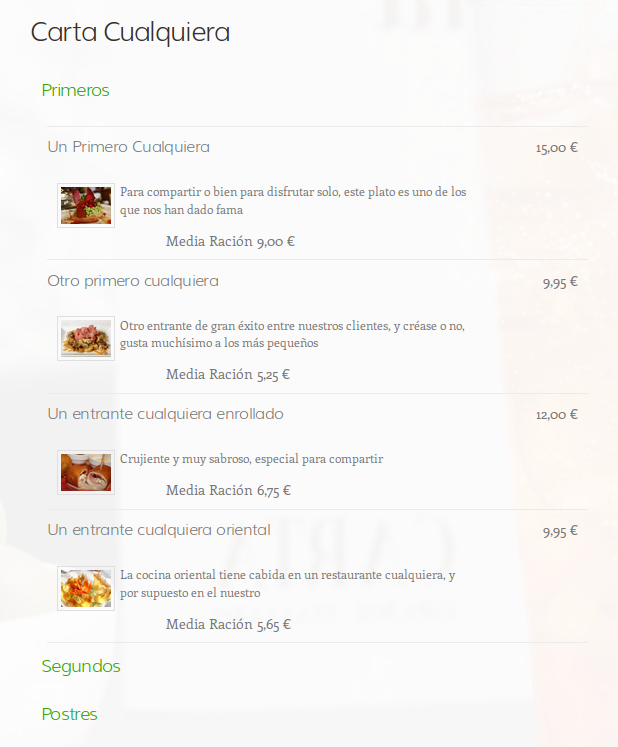 Carta Cualquiera
Primeros
Un Primero Cualquiera 15,00 €
Para compartir o bien para disfrutar solo, este plato es uno de los
que nos han dado fama
Media Ración 9,00 €
Otro primero cualquiera 9,95 €
Otro entrante de gran éxito entre nuestros clientes, y créase o no,
gusta muchísimo a los más pequeños
Media Ración 5,25 €
Un entrante cualquiera enrollado 12,00 €
Crujiente y muy sabroso, especial para compartir
Media Ración 6,75 €
Un entrante cualquiera oriental 9,95 €
CARTA
La cocina oriental tiene cabida en un restaurante cualquiera, y
por supuesto en el nuestro
Media Ración 5,65 €
Segundos
Postres